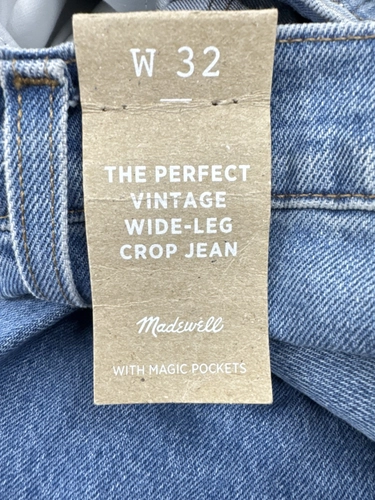 W 32
THE PERFECT
VINTAGE
WIDE-LEG
CROP JEAN
Madewell
WITH MAGIC POCKETS